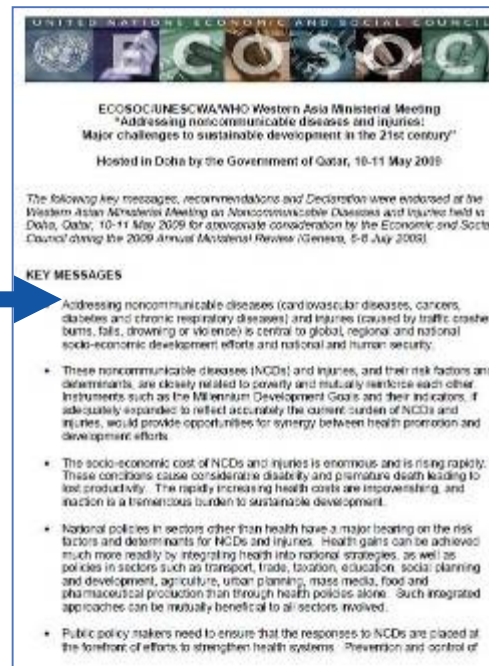 UNITED NATIONS ECONOMIC AND SOCIAL COUNCIL
ECOSOC
ECOSOC/UNESCWA/WHO Western Asia Ministerial Meeting
"Addressing noncommunicable diseases and injuries:
Major challenges to sustainable development in the 21st century"
Hosted in Doha by the Government of Qatar, 10-11 May 2009
The following key messages, recommendations and Declaration were endorsed at the
Western Asian Ministerial Meeting on Noncommunicable Diseases and Injuries held in
Doha, Qatar, 10-11 May 2009 for appropriate consideration by the Economic and Social
Council during the 2009 Annual Ministerial Review (Geneva, 6-8 July 2009).
KEY MESSAGES
Addressing noncommunicable diseases (cardiovascular diseases, cancers,
diabetes and chronic respiratory diseases) and injuries (caused by traffic crashe
burns, falls, drowning or violence) is central to global, regional and national
socio-economic development efforts and national and human security.
• These noncommunicable diseases (NCDs) and injuries, and their risk factors and
determinants, are closely related to poverty and mutually reinforce each other.
Instruments such as the Millennium Development Goals and their indicators, if
adequately expanded to reflect accurately the current burden of NCDs and
injuries, would provide opportunities for synergy between health promotion and
development efforts.
• The socio-economic cost of NCDs and injuries is enormous and is rising rapidly.
These conditions cause considerable disability and premature death leading to
lost productivity. The rapidly increasing health costs are impoverishing, and
inaction is a tremendous burden to sustainable development.
• National policies in sectors other than health have a major bearing on the risk
factors and determinants for NCDs and injuries. Health gains can be achieved
much more readily by integrating health into national strategies, as well as
policies in sectors such as transport, trade, taxation, education, social planning
and development, agriculture, urban planning, mass media, food and
pharmaceutical production than through health policies alone. Such integrated
approaches can be mutually beneficial to all sectors involved.
• Public policy makers need to ensure that the responses to NCDs are placed at
the forefront of efforts to strengthen health systems. Prevention and control of